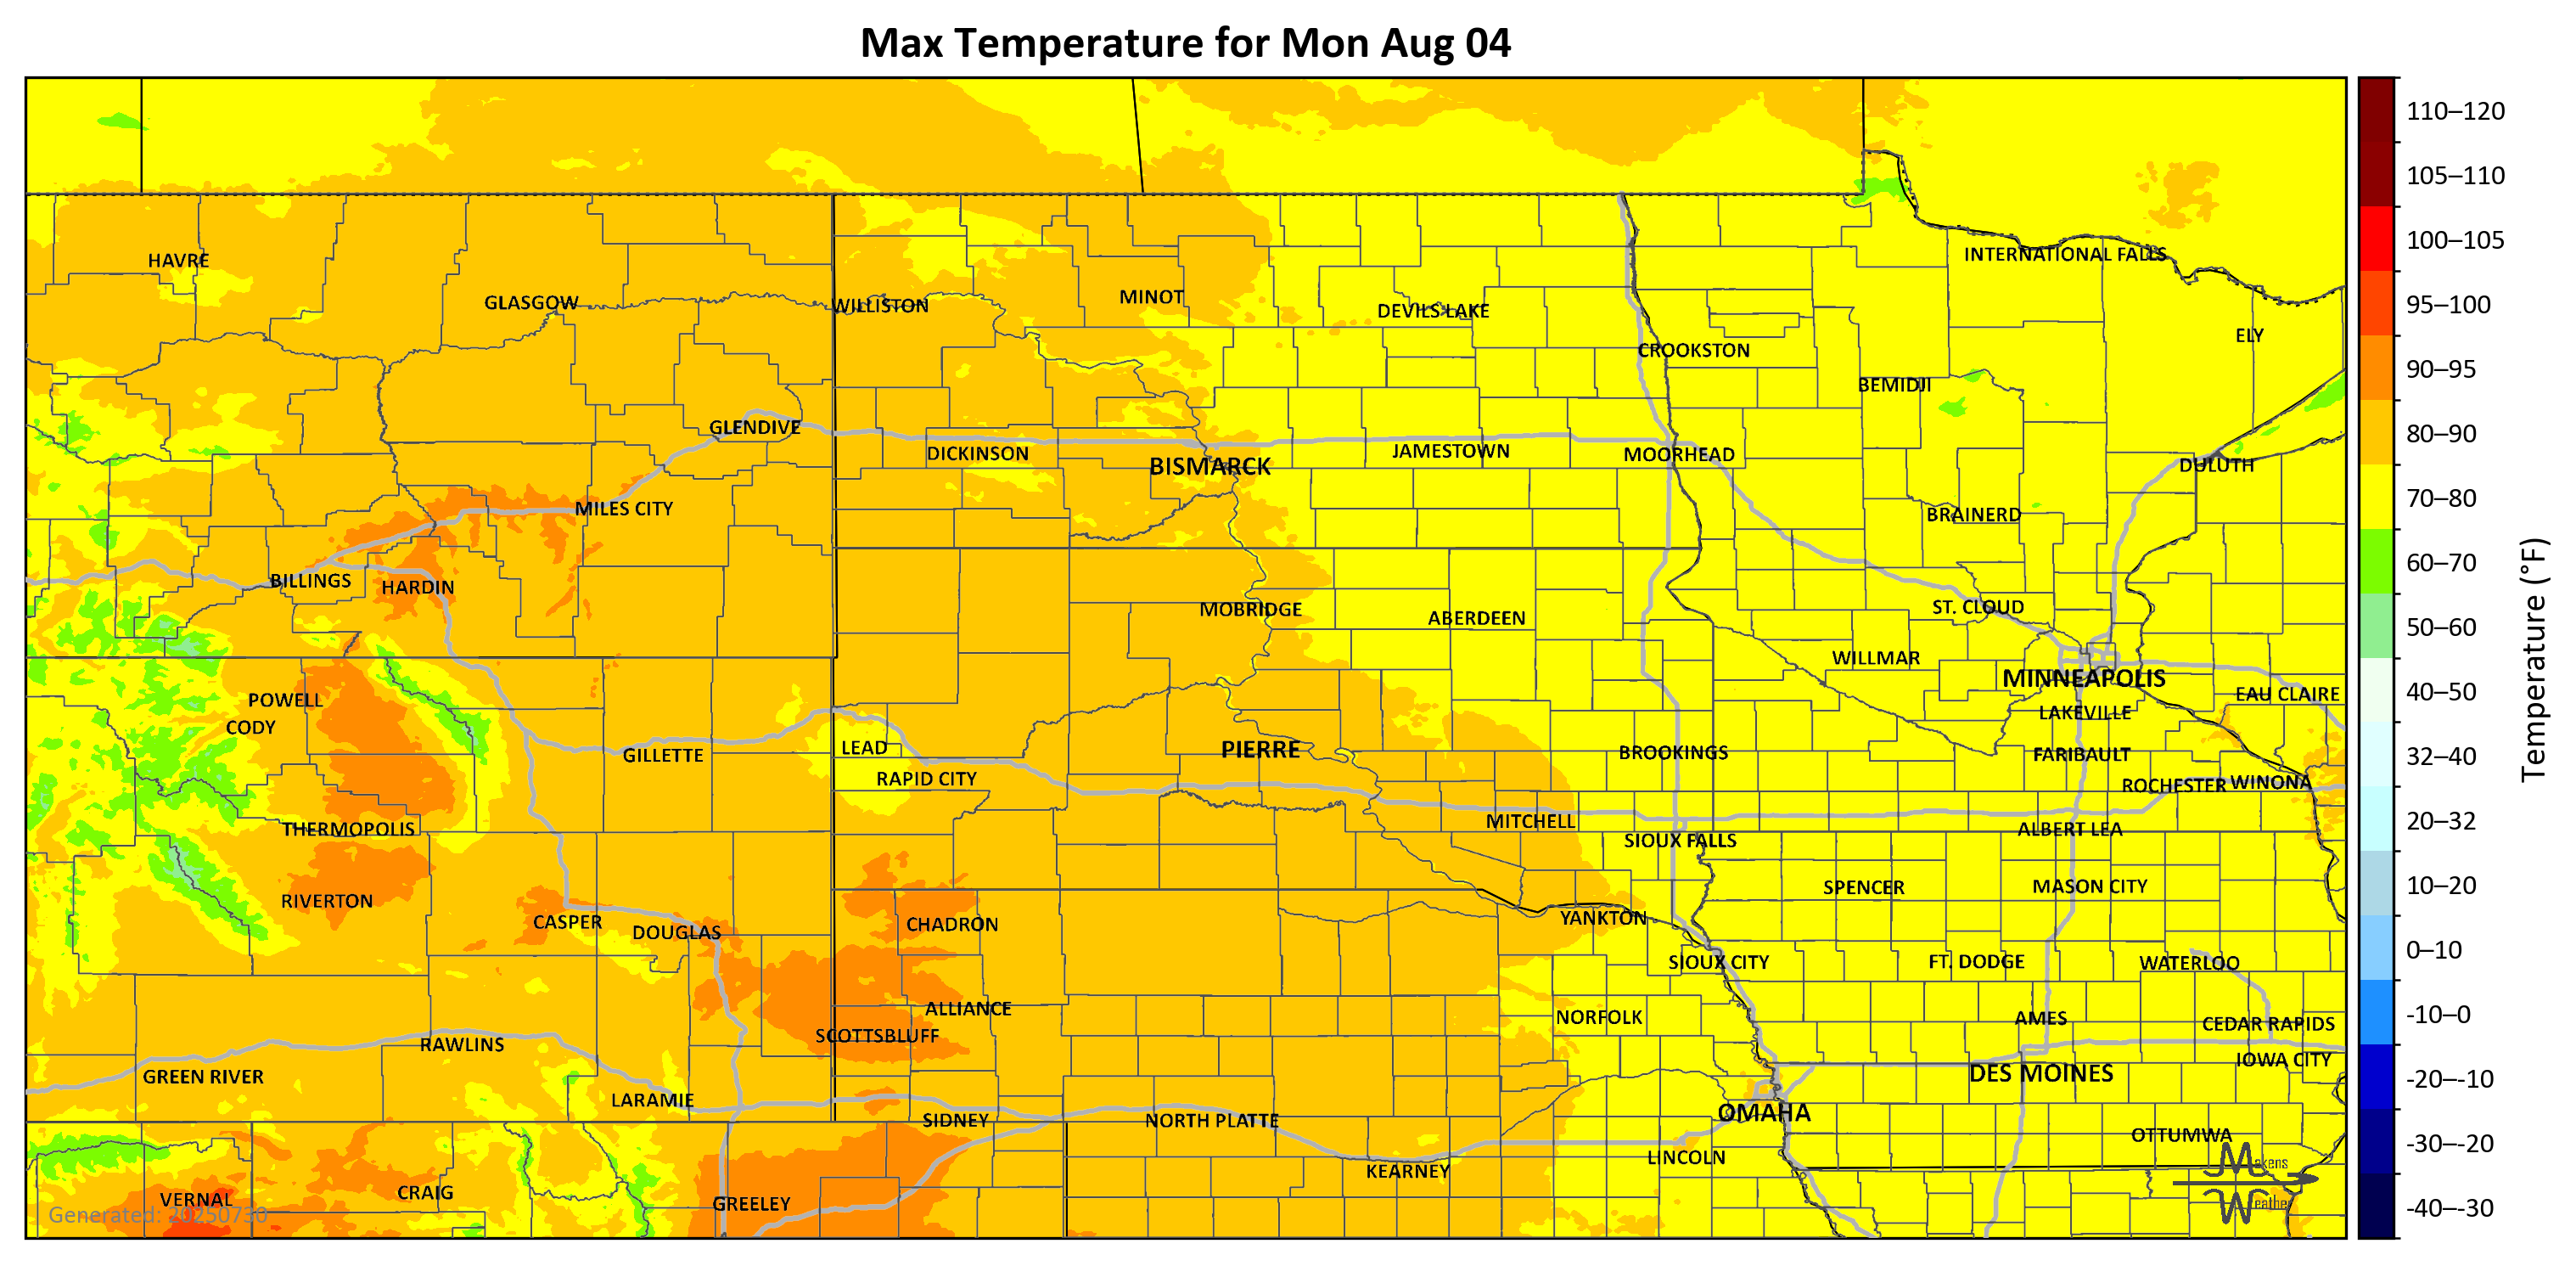 Max Temperature for Mon Aug 04
110–120
105–110
100–105
95–100
90–95
80–90
70–80
60–70
50–60
40–50
32–40
20–32
10–20
0–10
-10–0
-20–-10
-30–-20
-40–-30
Temperature (°F)
HAVRE
GLASGOW
WILLISTON
MINOT
DEVILS LAKE
INTERNATIONAL FALLS
ELY
CROOKSTON
BEMIDJI
GLENDIVE
DICKINSON
BISMARCK
JAMESTOWN
MOORHEAD
DULUTH
MILES CITY
BRAINERD
BILLINGS
HARDIN
MOBRIDGE
ABERDEEN
ST. CLOUD
WILLMAR
MINNEAPOLIS
EAU CLAIRE
POWELL
CODY
LAKEVILLE
GILLETTE
LEAD
RAPID CITY
PIERRE
BROOKINGS
FARIBAULT
ROCHESTER
WINONA
THERMOPOLIS
MITCHELL
SIOUX FALLS
ALBERT LEA
RIVERTON
CASPER
DOUGLAS
CHADRON
YANKTON
SPENCER
MASON CITY
SIOUX CITY
FT. DODGE
WATERLOO
ALLIANCE
SCOTTSBLUFF
NORFOLK
AMES
CEDAR RAPIDS
RAWLINS
IOWA CITY
GREEN RIVER
DES MOINES
LARAMIE
SIDNEY
NORTH PLATTE
OMAHA
OTTUMWA
KEARNEY
LINCOLN
VERNAL
CRAIG
GREELEY
Generated: 20250730
Makens
Weather